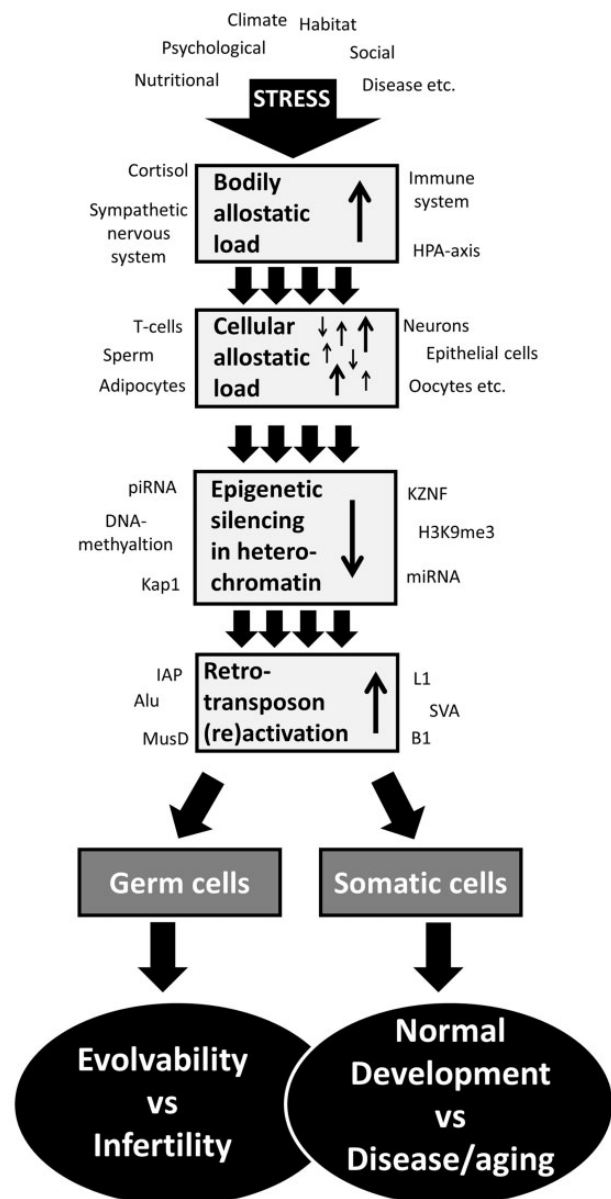 Climate
Habitat
Psychological
Social
Nutritional
Disease etc.
STRESS
Cortisol
Sympathetic
nervous
system
Bodily
allostatic
load
Immune
system
HPA-axis
T-cells
Sperm
Adipocytes
Cellular
allostatic
load
Neurons
Epithelial cells
Oocytes etc.
piRNA
DNA-
methyaltion
Kap1
Epigenetic
silencing
in hetero-
chromatin
KZNF
H3K9me3
miRNA
IAP
Alu
MusD
Retro-
transposon
(re)activation
L1
SVA
B1
Germ cells
Somatic cells
Evolvability
vs
Infertility
Normal
Development
vs
Disease/aging